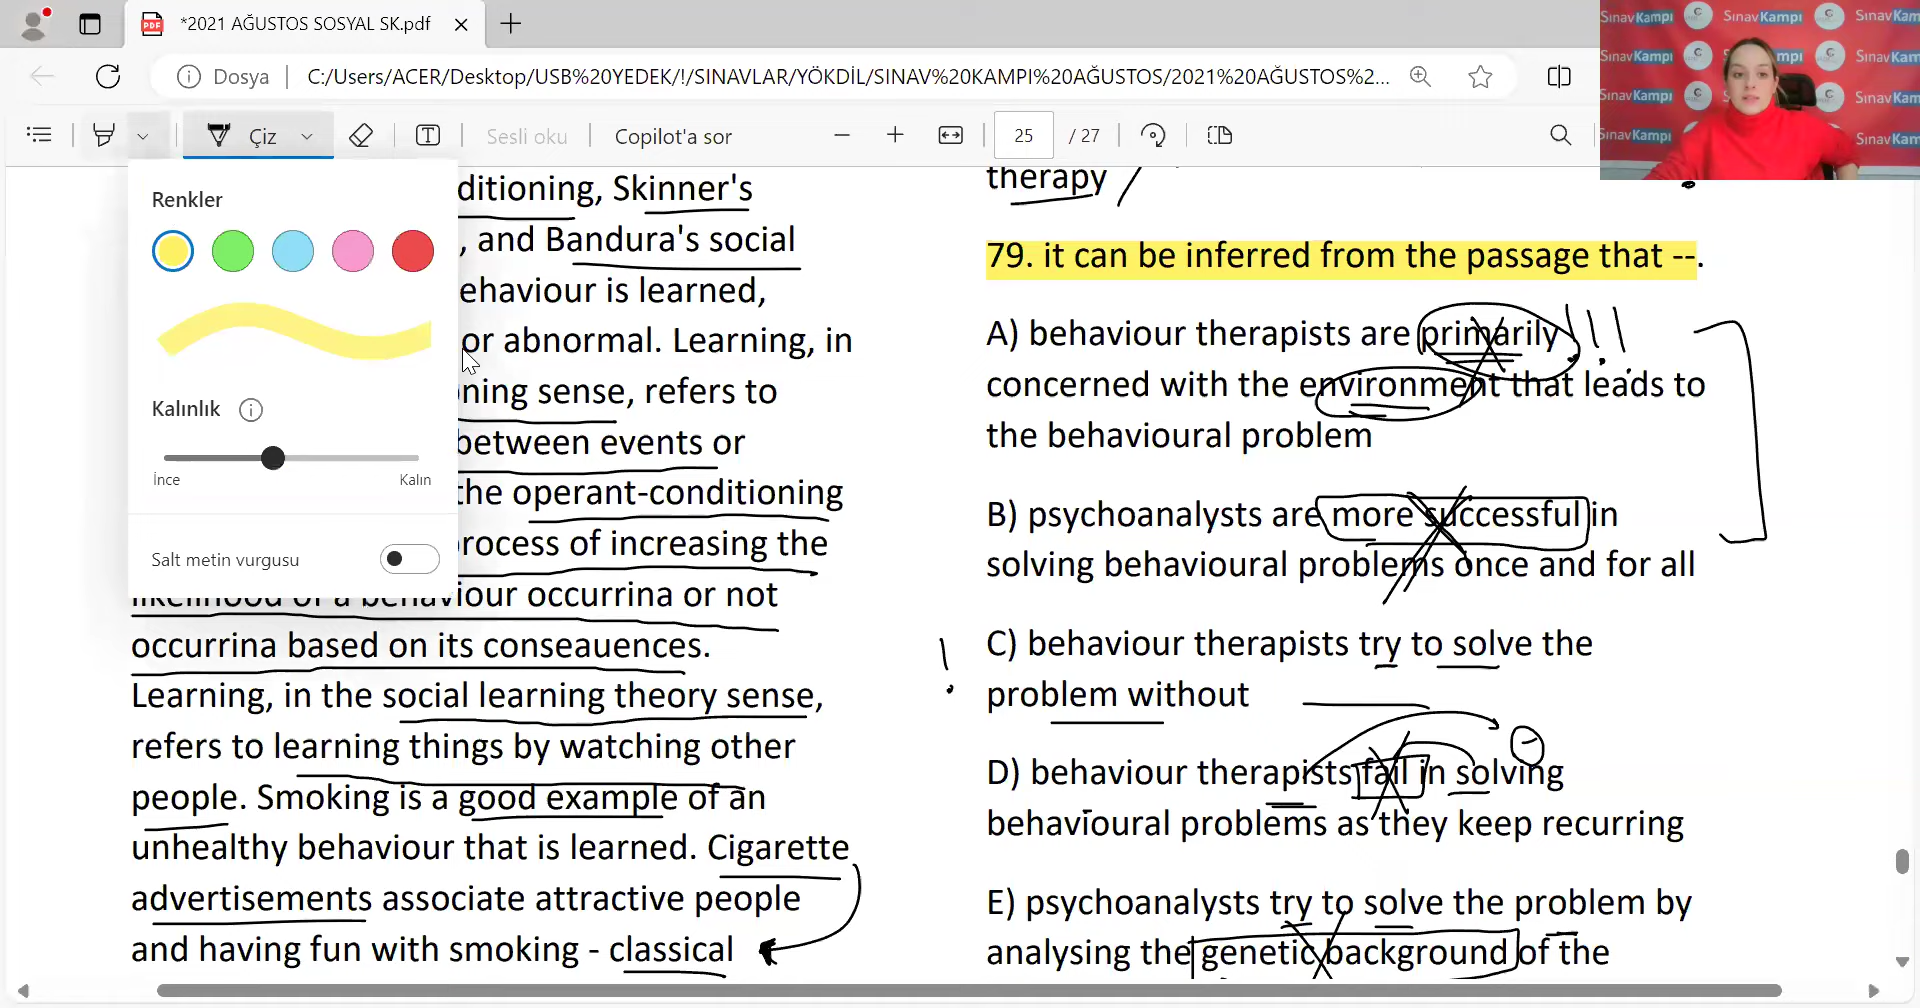 *2021 AĞUSTOS SOSYAL SK.pdf
Dosya
C:/Users/ACER/Desktop/USB%20YEDEK/!/SINAVLAR/YÖKDİL/SINAV%20KAMPI%20AĞUSTOS/2021%20AĞUSTOS%2...
Çiz
Sesli oku
Copilot'a sor
25 / 27
SınavKampı
Renkler
Kalınlık
İnce Kalın
Salt metin vurgusu
ditioning, Skinner's
, and Bandura's social
ehaviour is learned,
or abnormal. Learning, in
ning sense, refers to
between events or
the operant-conditioning
rocess of increasing the
likelihood of a behaviour occurrina or not
occurrina based on its conseauences.
Learning, in the social learning theory sense,
refers to learning things by watching other
people. Smoking is a good example of an
unhealthy behaviour that is learned. Cigarette
advertisements associate attractive people
and having fun with smoking - classical
therapy
79. it can be inferred from the passage that --.
A) behaviour therapists are primarily
concerned with the environment that leads to
the behavioural problem
B) psychoanalysts are more successful in
solving behavioural problems once and for all
C) behaviour therapists try to solve the
problem without
D) behaviour therapists fail in solving
behavioural problems as they keep recurring
E) psychoanalysts try to solve the problem by
analysing the genetic background of the